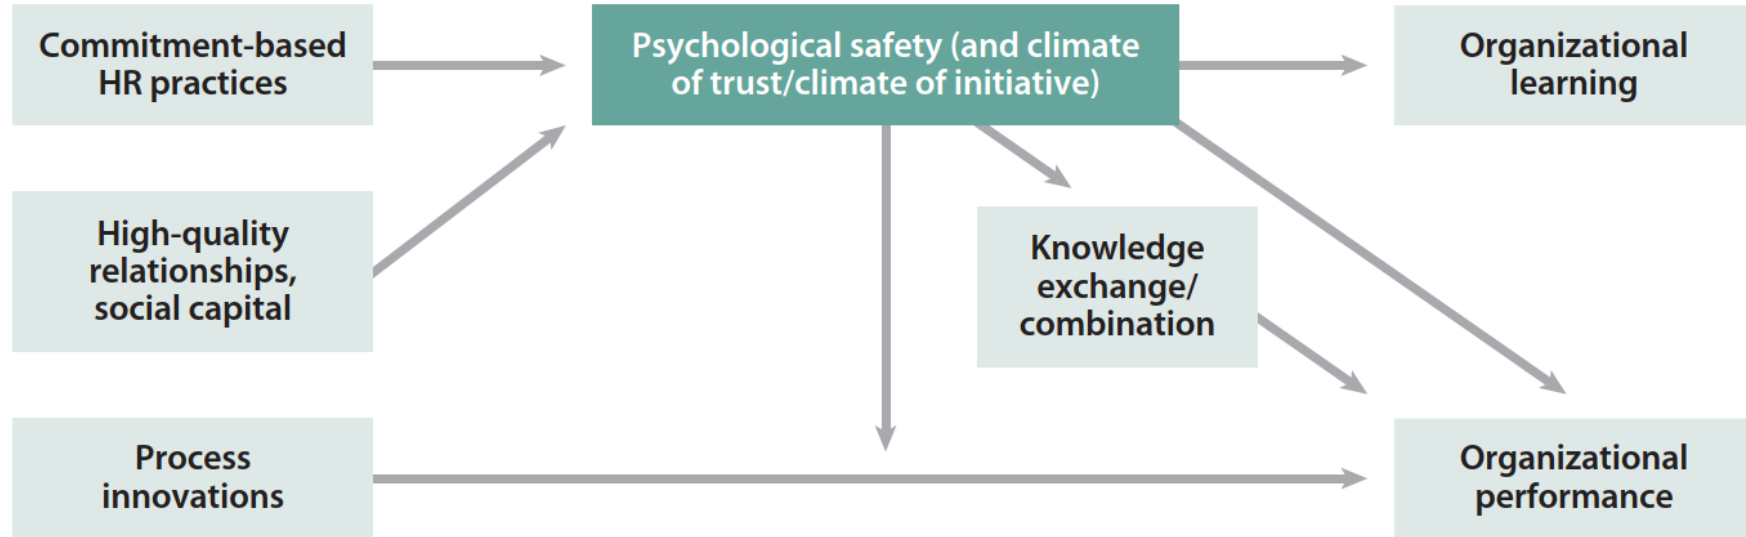 Commitment-based
HR practices
Psychological safety (and climate
of trust/climate of initiative)
Organizational
learning
High-quality
relationships,
social capital
Knowledge
exchange/
combination
Process
innovations
Organizational
performance